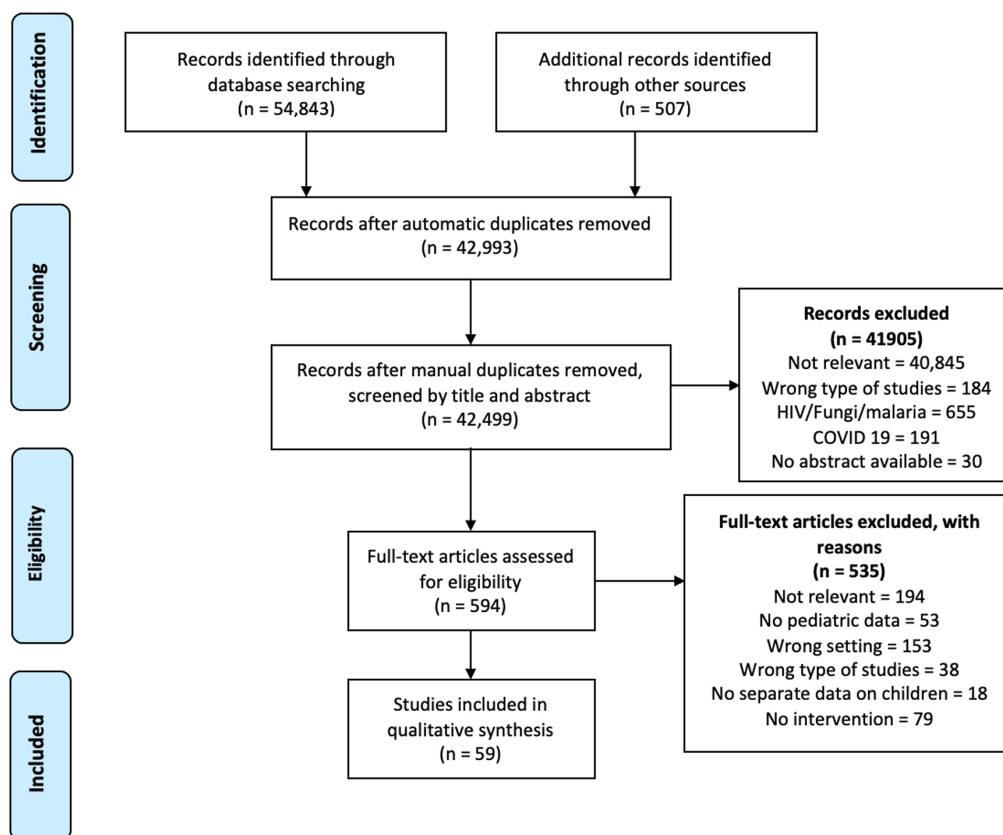 Identification
Records identified through
database searching
(n = 54,843)
Additional records identified
through other sources
(n = 507)
Screening
Records after automatic duplicates removed
(n = 42,993)
Records after manual duplicates removed,
screened by title and abstract
(n = 42,499)
Records excluded
(n = 41905)
Not relevant = 40,845
Wrong type of studies = 184
HIV/Fungi/malaria = 655
COVID 19 = 191
No abstract available = 30
Eligibility
Full-text articles assessed
for eligibility
(n = 594)
Full-text articles excluded, with
reasons
(n = 535)
Not relevant = 194
No pediatric data = 53
Wrong setting = 153
Wrong type of studies = 38
No separate data on children = 18
No intervention = 79
Included
Studies included in
qualitative synthesis
(n = 59)